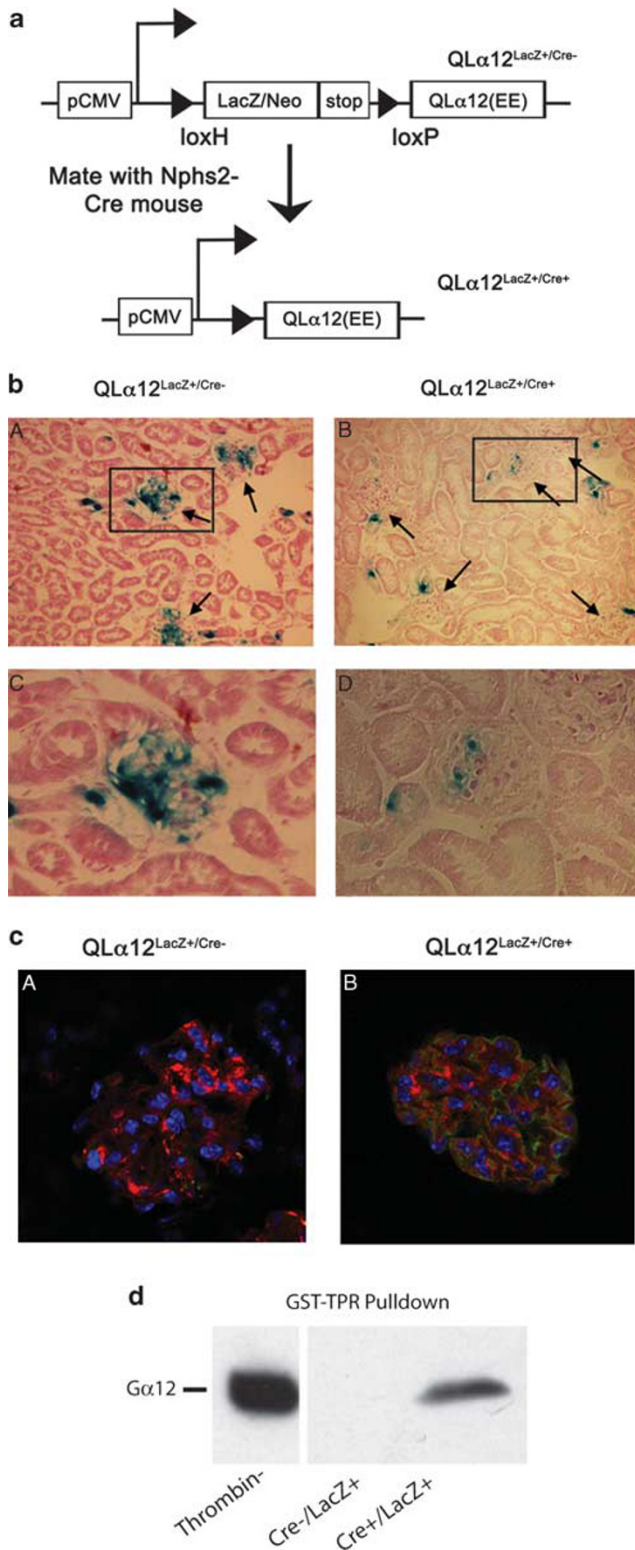 a
QLα12LacZ+/Cre-
pCMV
LacZ/Neo
stop
QLα12(EE)
loxH
loxP
Mate with Nphs2-
Cre mouse
QLα12LacZ+/Cre+
pCMV
QLα12(EE)
b
QLα12LacZ+/Cre-
QLα12LacZ+/Cre+
A
B
C
D
c
QLα12LacZ+/Cre-
QLα12LacZ+/Cre+
A
B
d
GST-TPR Pulldown
Gα12
Thrombin-
Cre-/LacZ+
Cre+/LacZ+